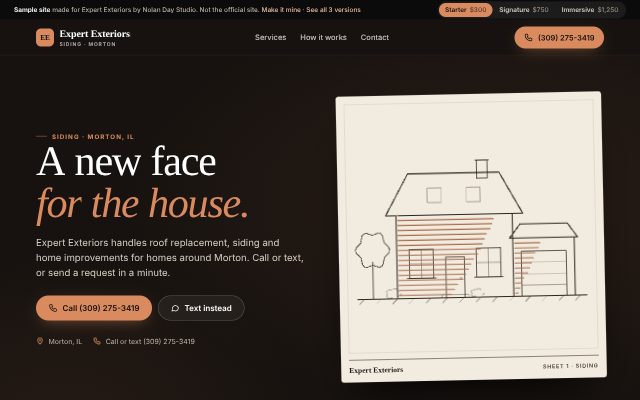 Sample site made for Expert Exteriors by Nolan Day Studio. Not the official site. Make it mine · See all 3 versions
Starter $300 Signature $750 Immersive $1,250
EE Expert Exteriors
SIDING · MORTON
Services How it works Contact
(309) 275-3419
SIDING · MORTON, IL
A new face
for the house.
Expert Exteriors handles roof replacement, siding and
home improvements for homes around Morton. Call or text,
or send a request in a minute.
Call (309) 275-3419 Text instead
Morton, IL Call or text (309) 275-3419
Expert Exteriors SHEET 1 · SIDING